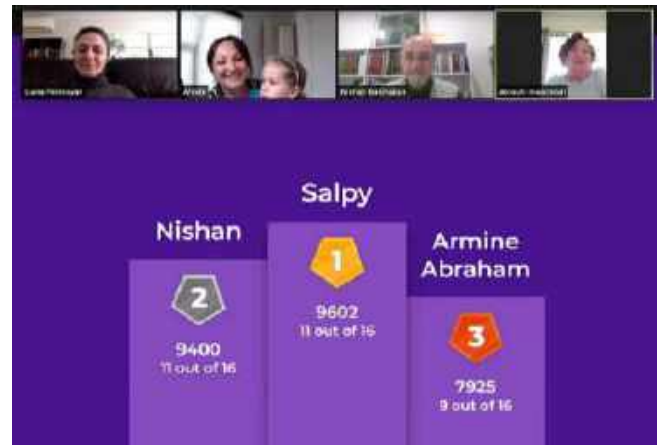 Salpy
Nishan
Armine
Abraham
1
2
3
9602
11 out of 16
9400
11 out of 16
7925
9 out of 16